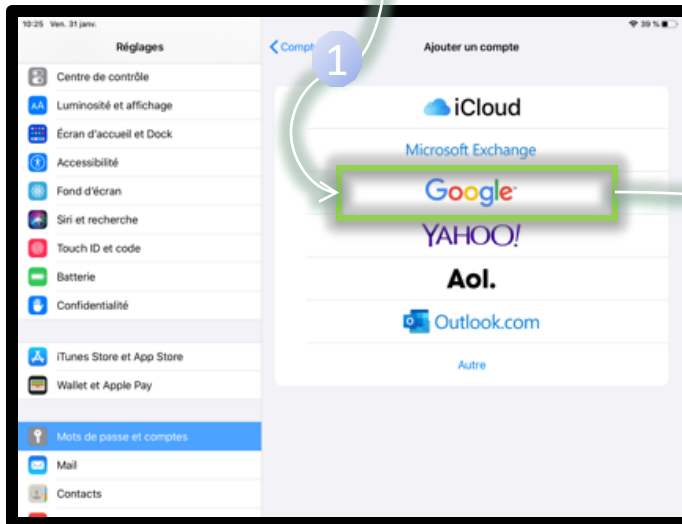 10:25 Ven. 31 janv.
39 %
Réglages
Compt
1
Ajouter un compte
Centre de contrôle
Luminosité et affichage
Écran d'accueil et Dock
Accessibilité
Fond d'écran
Siri et recherche
Touch ID et code
Batterie
Confidentialité
iTunes Store et App Store
Wallet et Apple Pay
Mots de passe et comptes
Mail
Contacts
iCloud
Microsoft Exchange
Google
YAHOO!
Aol.
Outlook.com
Autre